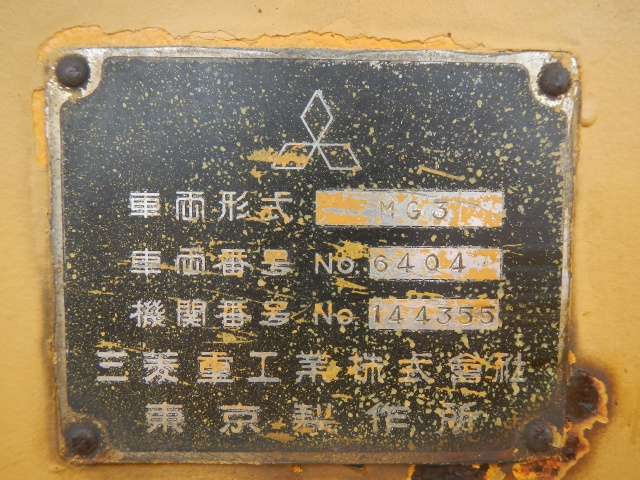 車両形式 MG3
車両番号 No. 6404
機関番号 No. 144355
三菱重工業株式會社
東京製作所